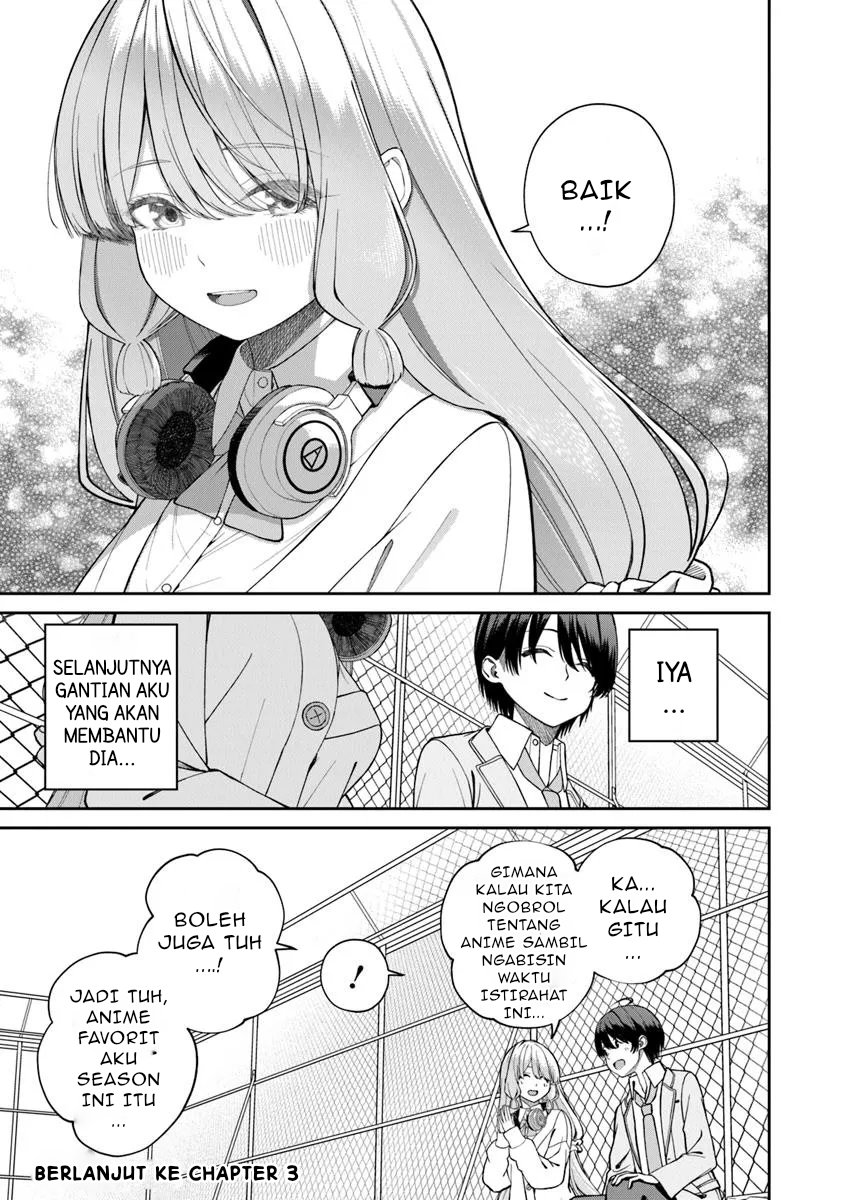 BAIK
...!
IYA
...
SELANJUTNYA
GANTIAN AKU
YANG AKAN
MEMBANTU
DIA...
KA...
KALAU
GITU
...
GIMANA
KALAU KITA
NGOBROL
TENTANG
ANIME SAMBIL
NGABISIN
WAKTU
ISTIRAHAT
INI...
!
BOLEH
JUGA TUH
....!
JADI TUH,
ANIME
FAVORIT
AKU
SEASON
INI ITU
...
BERLANJUT KE CHAPTER 3